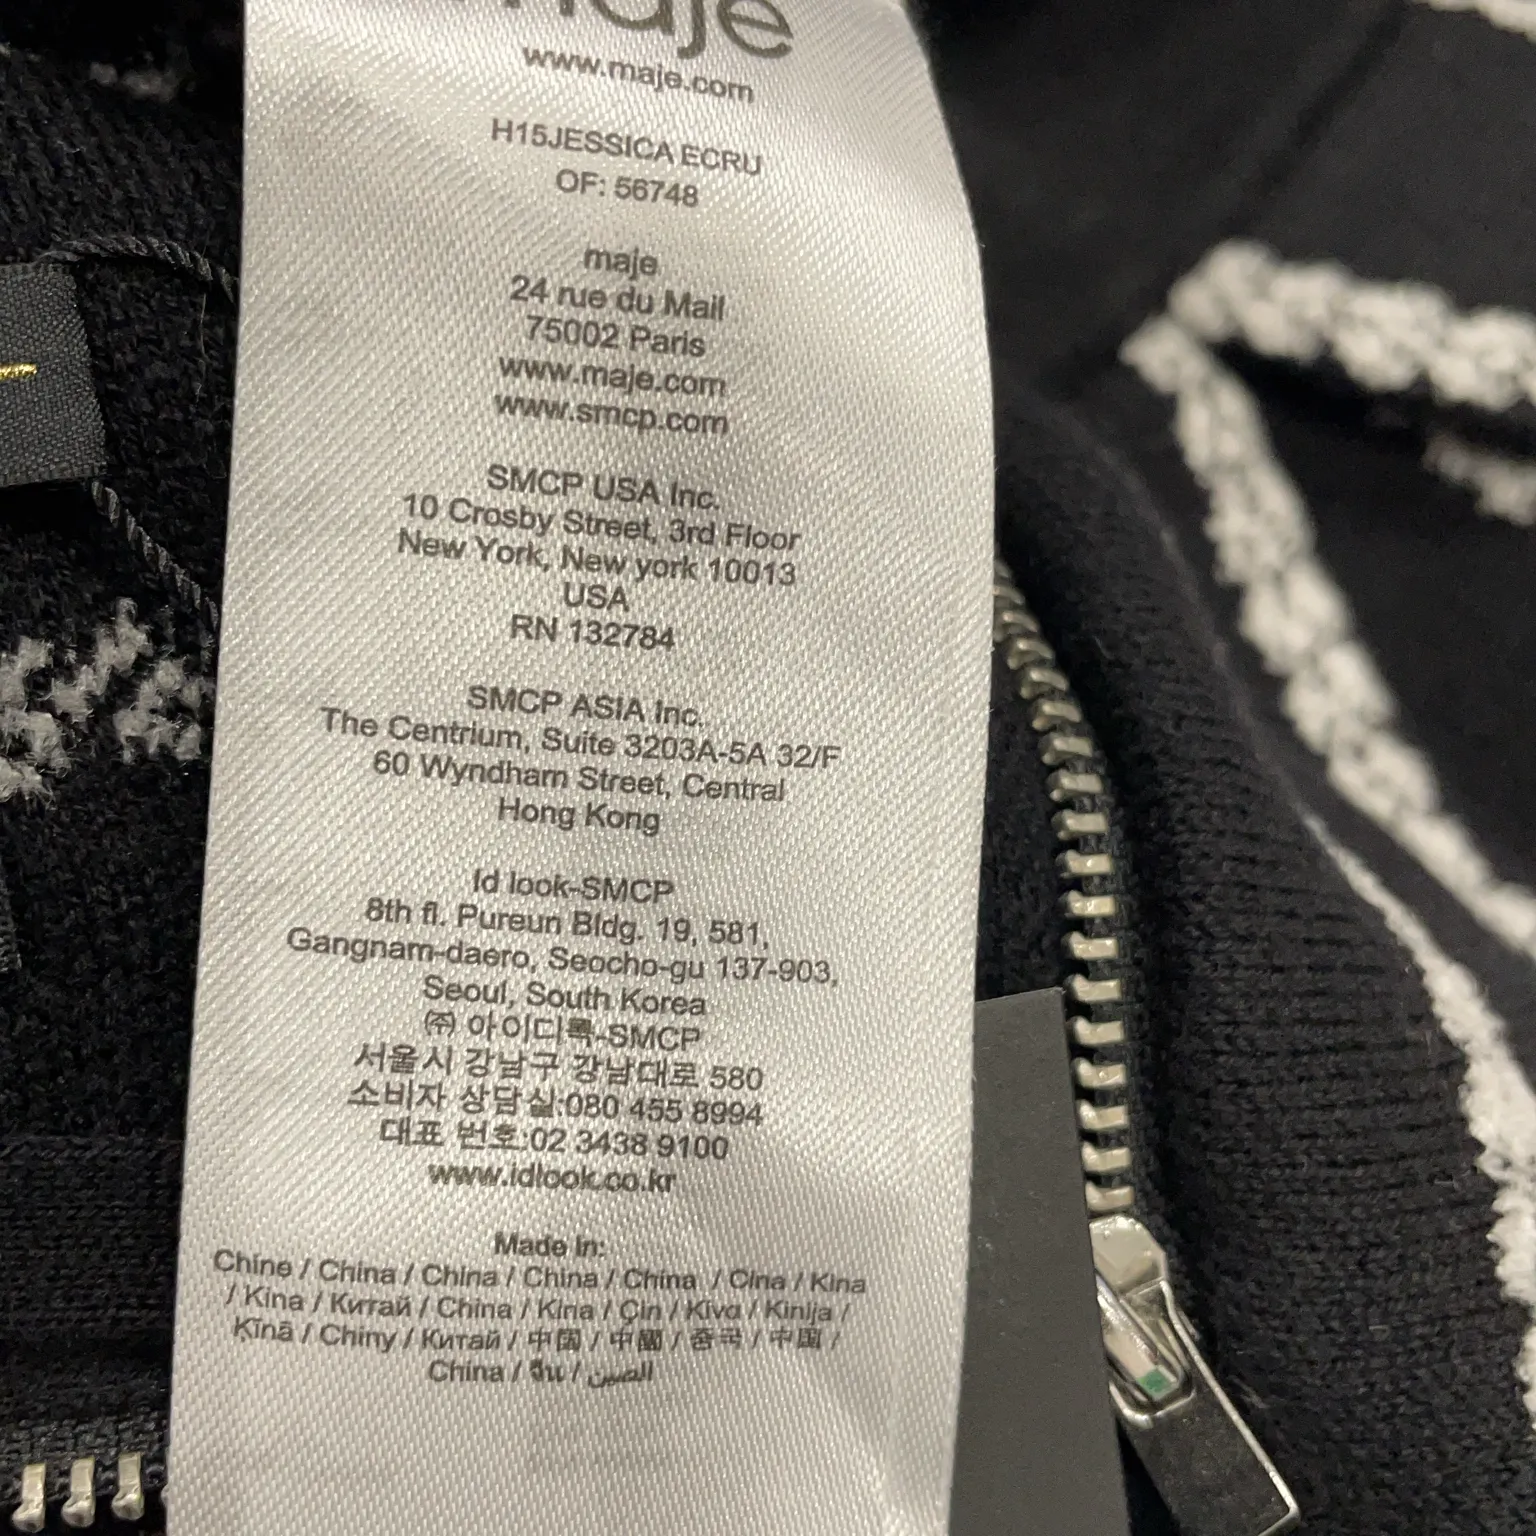 maje
www.maje.com
H15JESSICA ECRU
OF: 56748
maje
24 rue du Mail
75002 Paris
www.maje.com
www.smcp.com
SMCP USA Inc.
10 Crosby Street, 3rd Floor
New York, New york 10013
USA
RN 132784
SMCP ASIA Inc.
The Centrium, Suite 3203A-5A 32/F
60 Wyndham Street, Central
Hong Kong
Id look-SMCP
8th fl. Pureun Bldg. 19, 581,
Gangnam-daero, Seocho-gu 137-903,
Seoul, South Korea
㈜ 아이디룩-SMCP
서울시 강남구 강남대로 580
소비자 상담실:080 455 8994
대표 번호:02 3438 9100
www.idlook.co.kr
Made in:
Chine / China / China / China / China / Cina / Kina
/ Kina / Китай / China / Kina / Çin / Kίνα / Kinija /
Ķīnā / Chiny / Китай / 中国 / 中國 / 중국 / 中国 /
China / จีน / الصين